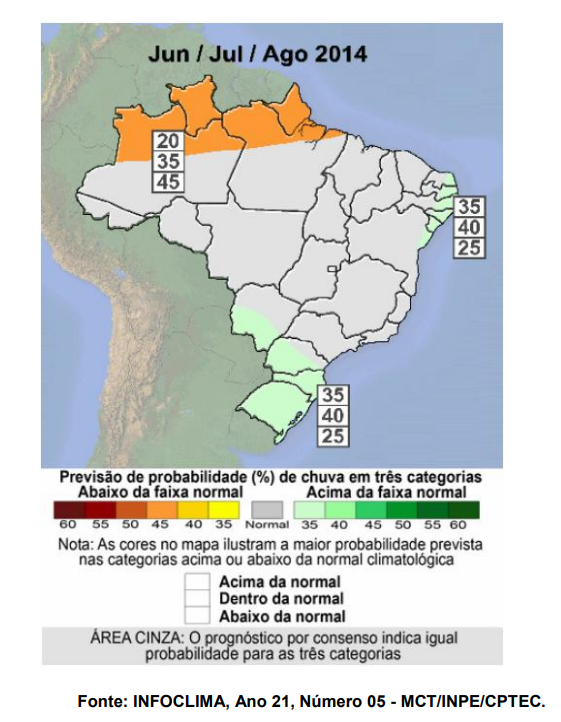 Jun / Jul / Ago 2014
20
35
45
35
40
25
35
40
25
Previsão de probabilidade (%) de chuva em três categorias
Abaixo da faixa normal Acima da faixa normal
60 55 50 45 40 35 Normal 35 40 45 50 55 60
Nota: As cores no mapa ilustram a maior probabilidade prevista
nas categorias acima ou abaixo da normal climatológica
Acima da normal
Dentro da normal
Abaixo da normal
ÁREA CINZA: O prognóstico por consenso indica igual
probabilidade para as três categorias
Fonte: INFOCLIMA, Ano 21, Número 05 - MCT/INPE/CPTEC.